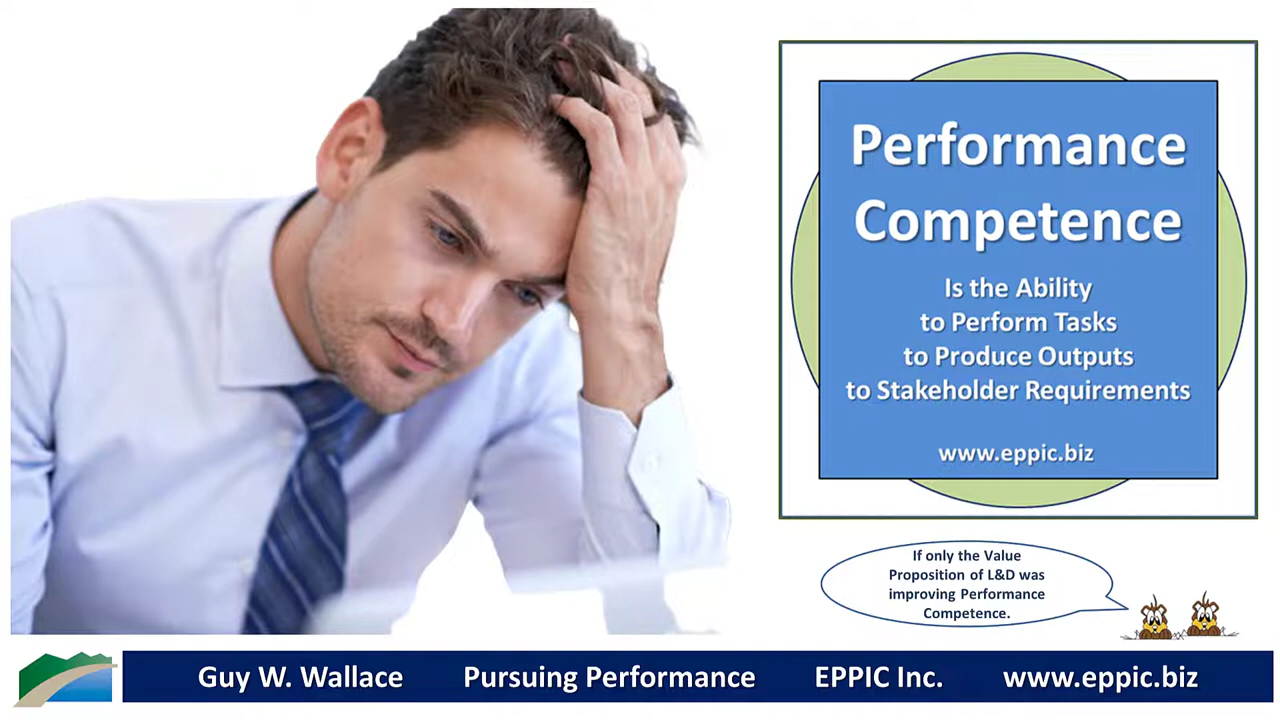 Performance
Competence
Is the Ability
to Perform Tasks
to Produce Outputs
to Stakeholder Requirements
www.eppic.biz
If only the Value
Proposition of L&D was
improving Performance
Competence.
Guy W. Wallace Pursuing Performance EPPIC Inc. www.eppic.biz